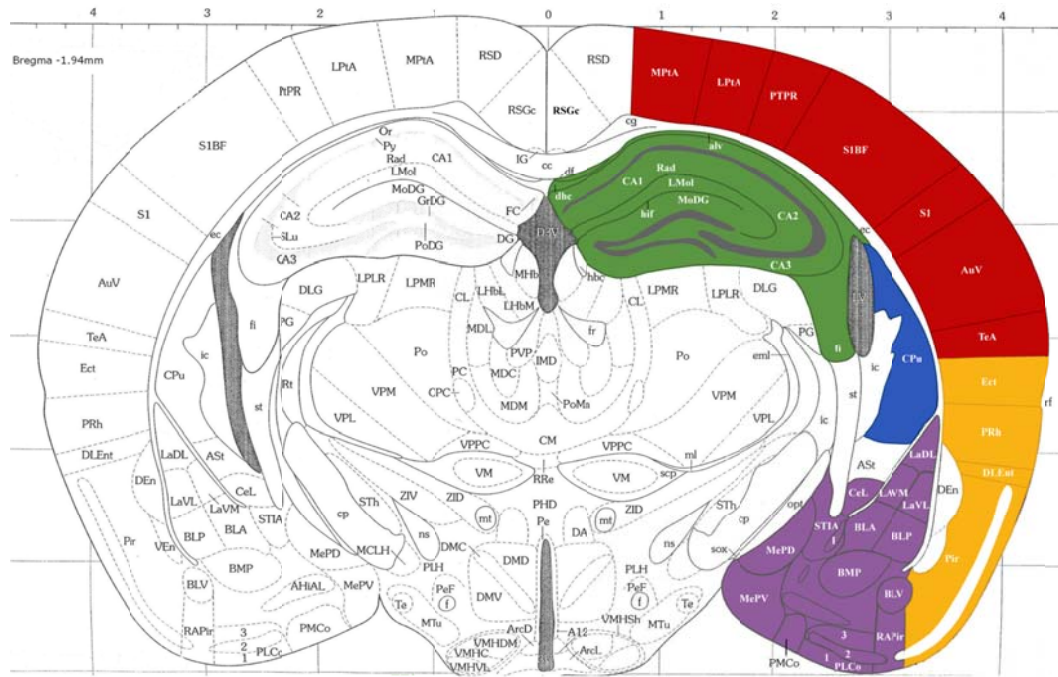 4 3 2 1 0 1 2 3 4
Bregma -1.94mm
RSD RSD
MPtA MPtA
LPtA LPtA
PtPR PTPR
RSGc RSGc
cg
S1BF Or alv S1BF
Py CA1 IG cc df
Rad Rad
LMol CA1 LMol
MoDG dhc MoDG
GrDG FC hif
S1 CA2 CA2 S1
SLu PoDG DG D3V
ec CA3 CA3 ec
MHb hbc
AuV DLG LPLR LPMR CL LHbL CL LPMR LPLR DLG LV AuV
LHbM
TeA PG fi MDL fr PG fi TeA
ic Po PVP IMD Po eml ic
Ect CPu Rt PC MDC CPu Ect
st VPM CPC PoMa VPM st
MDM rf
PRh VPL VPL ic PRh
CM
DLEnt LaDL ASt VPPC VPPC ml ASt LaDL DLEnt
DEn CeL VM RRe VM scp CeL LaVM DEn
LaVL STh ZIV ZID PHD ZID STh opt LaVL
LaVM BLA STIA cp mt Pe DA mt cp STIA BLA
Pir VEn BLP ns DMC ns sox I BLP Pir
MePD MCLH DMD MePD
BMP PLH PLH BMP
BLV AHiAL MePV PeF DMV PeF MePV BLV
Te f f Te
RAPir PMCo MTu ArcD VMHSh MTu RAPir
3 VMHDM A12 3
2 PLCo VMHC ArcL 2
1 VMHVL PMCo 1 PLCo